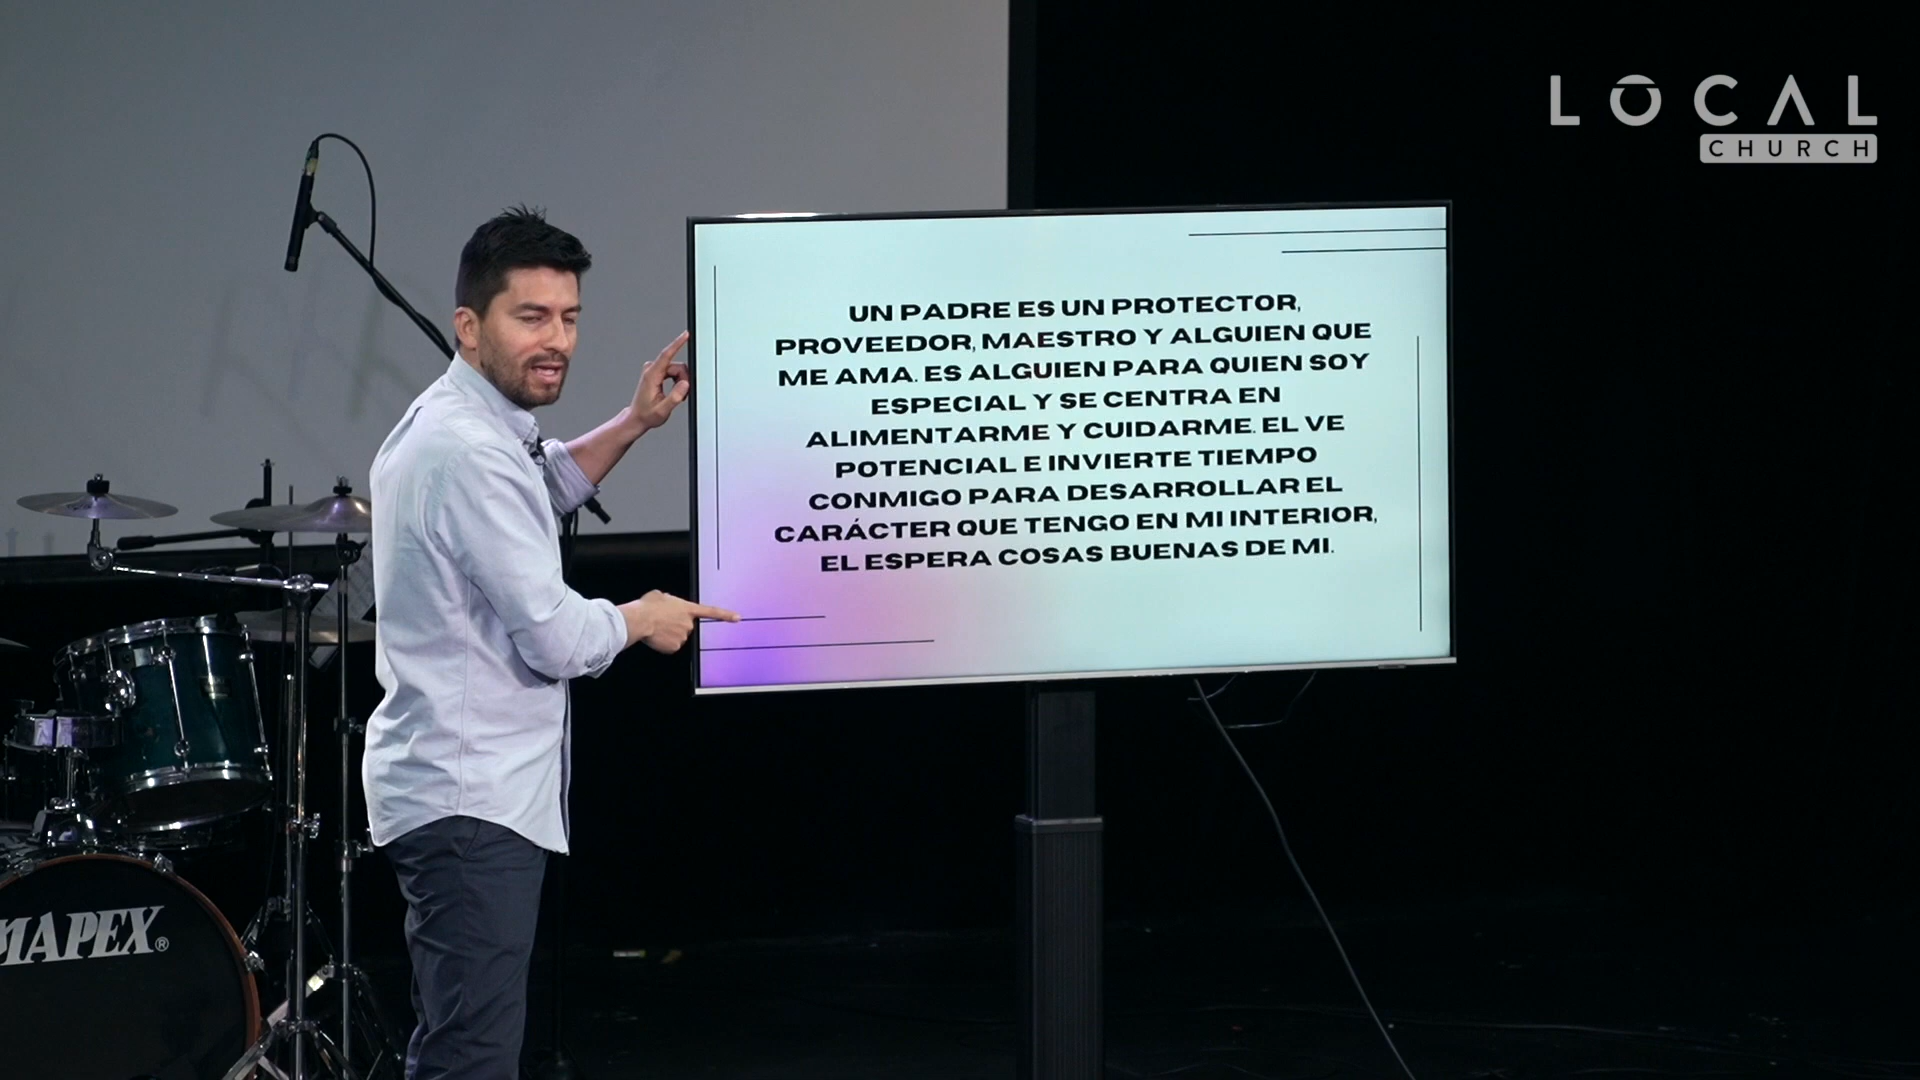 LOCAL
CHURCH
UN PADRE ES UN PROTECTOR,
PROVEEDOR, MAESTRO Y ALGUIEN QUE
ME AMA. ES ALGUIEN PARA QUIEN SOY
ESPECIAL Y SE CENTRA EN
ALIMENTARME Y CUIDARME. EL VE
POTENCIAL E INVIERTE TIEMPO
CONMIGO PARA DESARROLLAR EL
CARÁCTER QUE TENGO EN MI INTERIOR,
EL ESPERA COSAS BUENAS DE MI.
MAPEX®